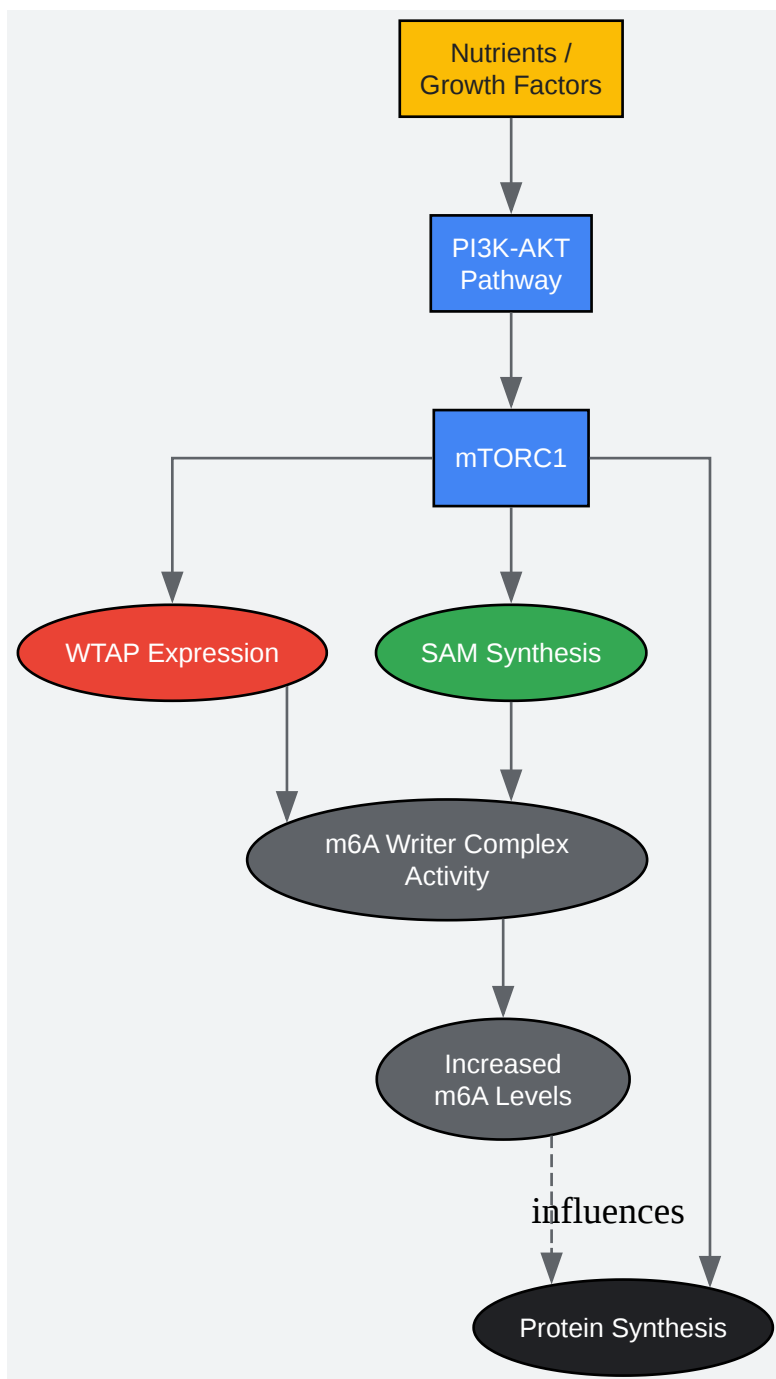 Nutrients /
Growth Factors
PI3K-AKT
Pathway
mTORC1
WTAP Expression
SAM Synthesis
m6A Writer Complex
Activity
Increased
m6A Levels
influences
Protein Synthesis